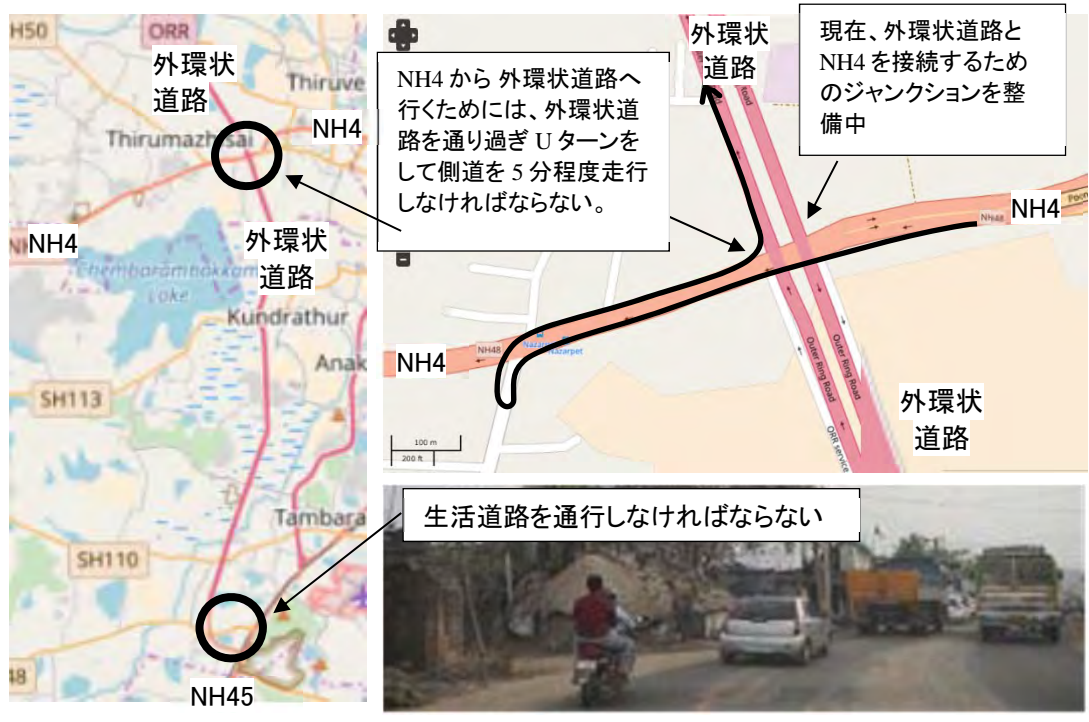 H50
ORR
外環状
道路
Thiruve
NH4
Thirumazhisai
NH4
外環状
道路
Chembarambakkam
Lake
Kundrathur
Anak
SH113
Tambara
SH110
48
NH45
NH4 から 外環状道路へ
行くためには、外環状道
路を通り過ぎ U ターンを
して側道を 5 分程度走行
しなければならない。
外環状
道路
現在、外環状道路と
NH4 を接続するため
のジャンクションを整
備中
NH4
NH48
NH4
NH48
Nazarpet
Outer Ring Road
Outer Ring Road
ORR service
外環状
道路
100 m
200 ft
生活道路を通行しなければならない